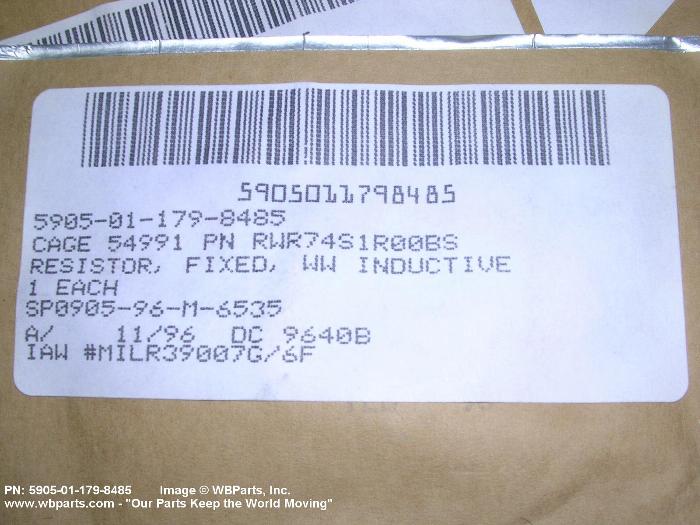 5905011798485
5905-01-179-8485
CAGE 54991 PN RWR74S1R00BS
RESISTOR, FIXED, WW INDUCTIVE
1 EACH
SP0905-96-M-6535
A/ 11/96 DC 9640B
IAW #MILR39007G/6F
PN: 5905-01-179-8485 Image © WBParts, Inc.
www.wbparts.com - "Our Parts Keep the World Moving"